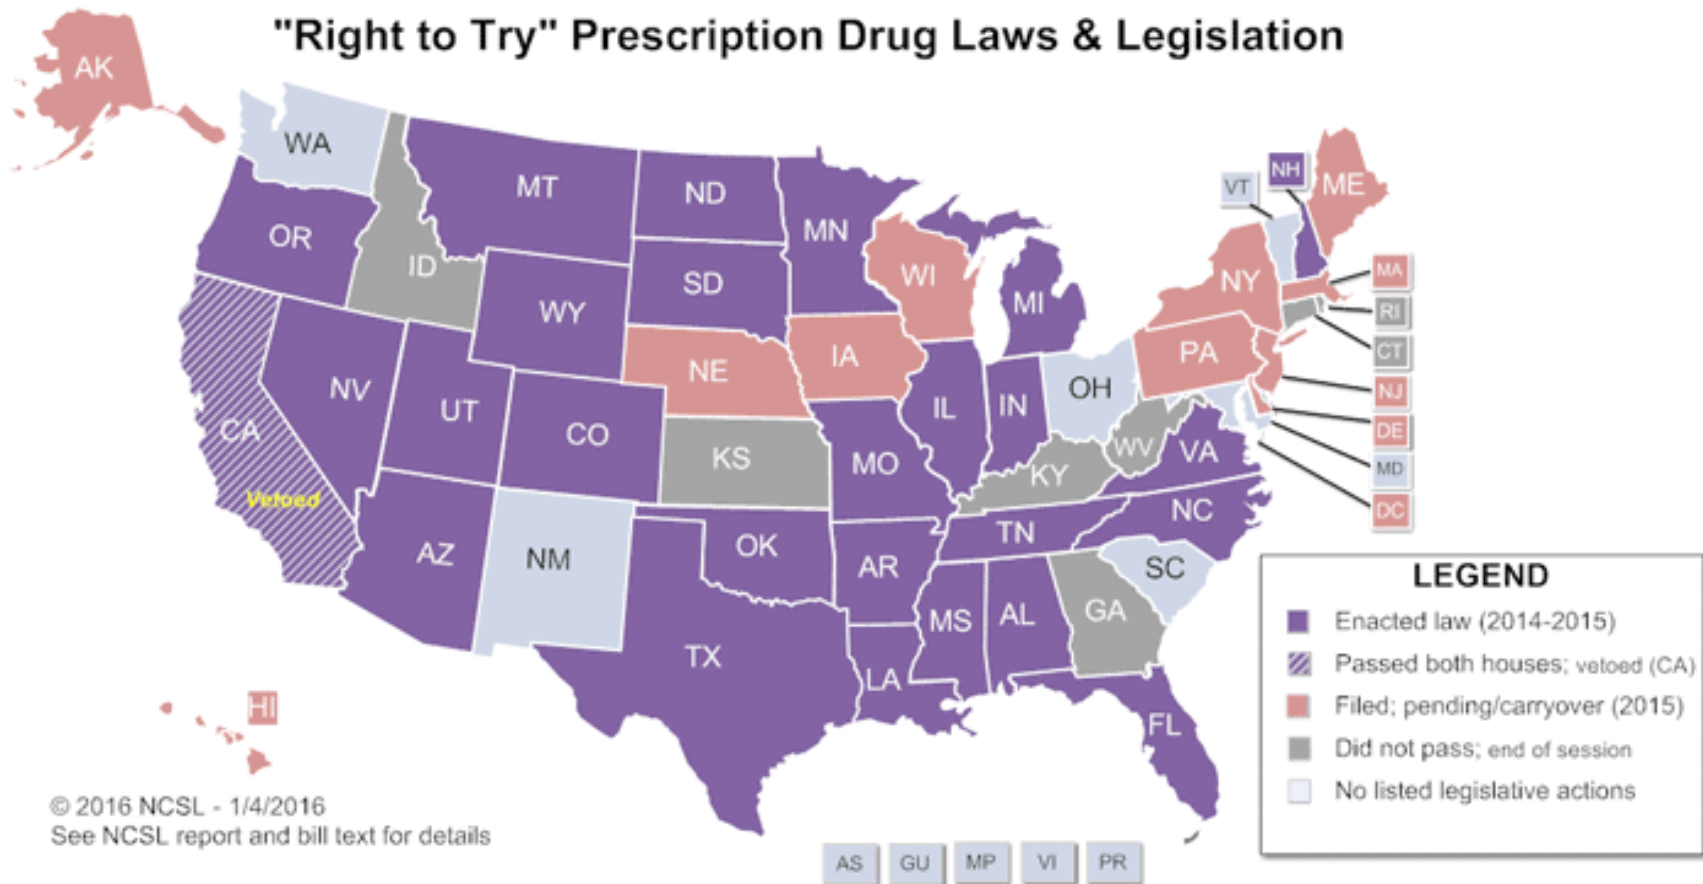 "Right to Try" Prescription Drug Laws & Legislation
AK
WA
MT
ND
MN
VT
NH
ME
OR
ID
SD
WI
MI
NY
MA
WY
RI
NE
IA
PA
CT
NV
UT
CO
IL
IN
OH
NJ
CA
KS
MO
KY
WV
VA
DE
Vetoed
MD
AZ
NM
OK
AR
TN
NC
DC
TX
LA
MS
AL
GA
SC
FL
HI
LEGEND
Enacted law (2014-2015)
Passed both houses; vetoed (CA)
Filed; pending/carryover (2015)
Did not pass; end of session
No listed legislative actions
© 2016 NCSL - 1/4/2016
See NCSL report and bill text for details
AS GU MP VI PR